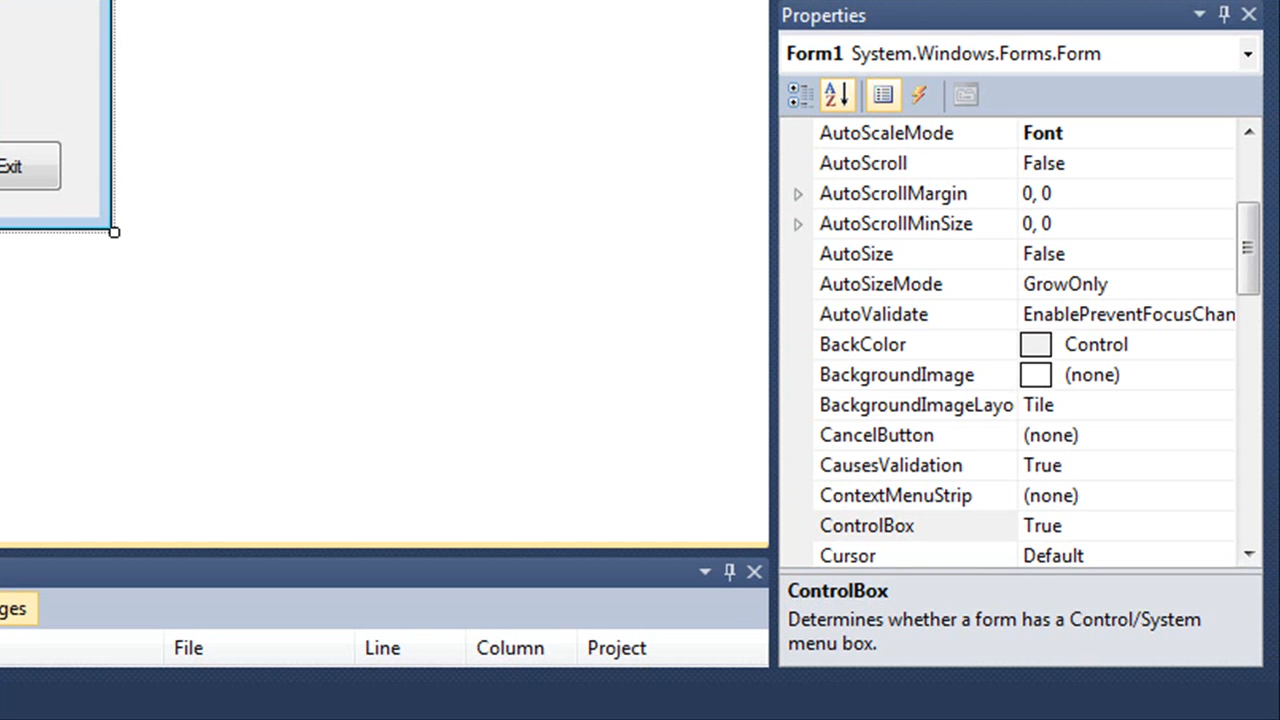 Properties
Form1 System.Windows.Forms.Form
AutoScaleMode Font
AutoScroll False
AutoScrollMargin 0, 0
AutoScrollMinSize 0, 0
AutoSize False
AutoSizeMode GrowOnly
AutoValidate EnablePreventFocusChan
BackColor Control
BackgroundImage (none)
BackgroundImageLayo Tile
CancelButton (none)
CausesValidation True
ContextMenuStrip (none)
ControlBox True
Cursor Default
ControlBox
Determines whether a form has a Control/System
menu box.
Exit
ges
File Line Column Project